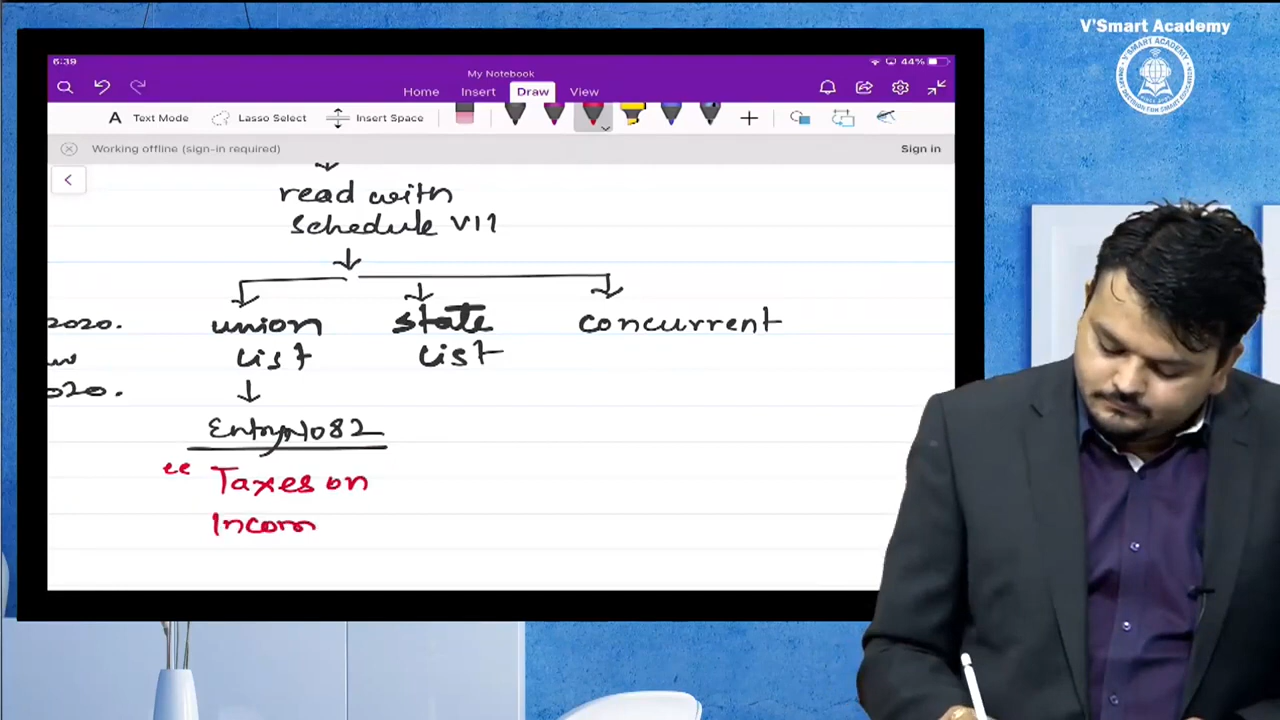 V'Smart Academy
6:39
44%
My Notebook
Home Insert Draw View
Text Mode Lasso Select Insert Space
Working offline (sign-in required) Sign in
read with
Schedule VII
2020. union state concurrent
list list
020.
Entry No 82
“ Taxes on
Incom